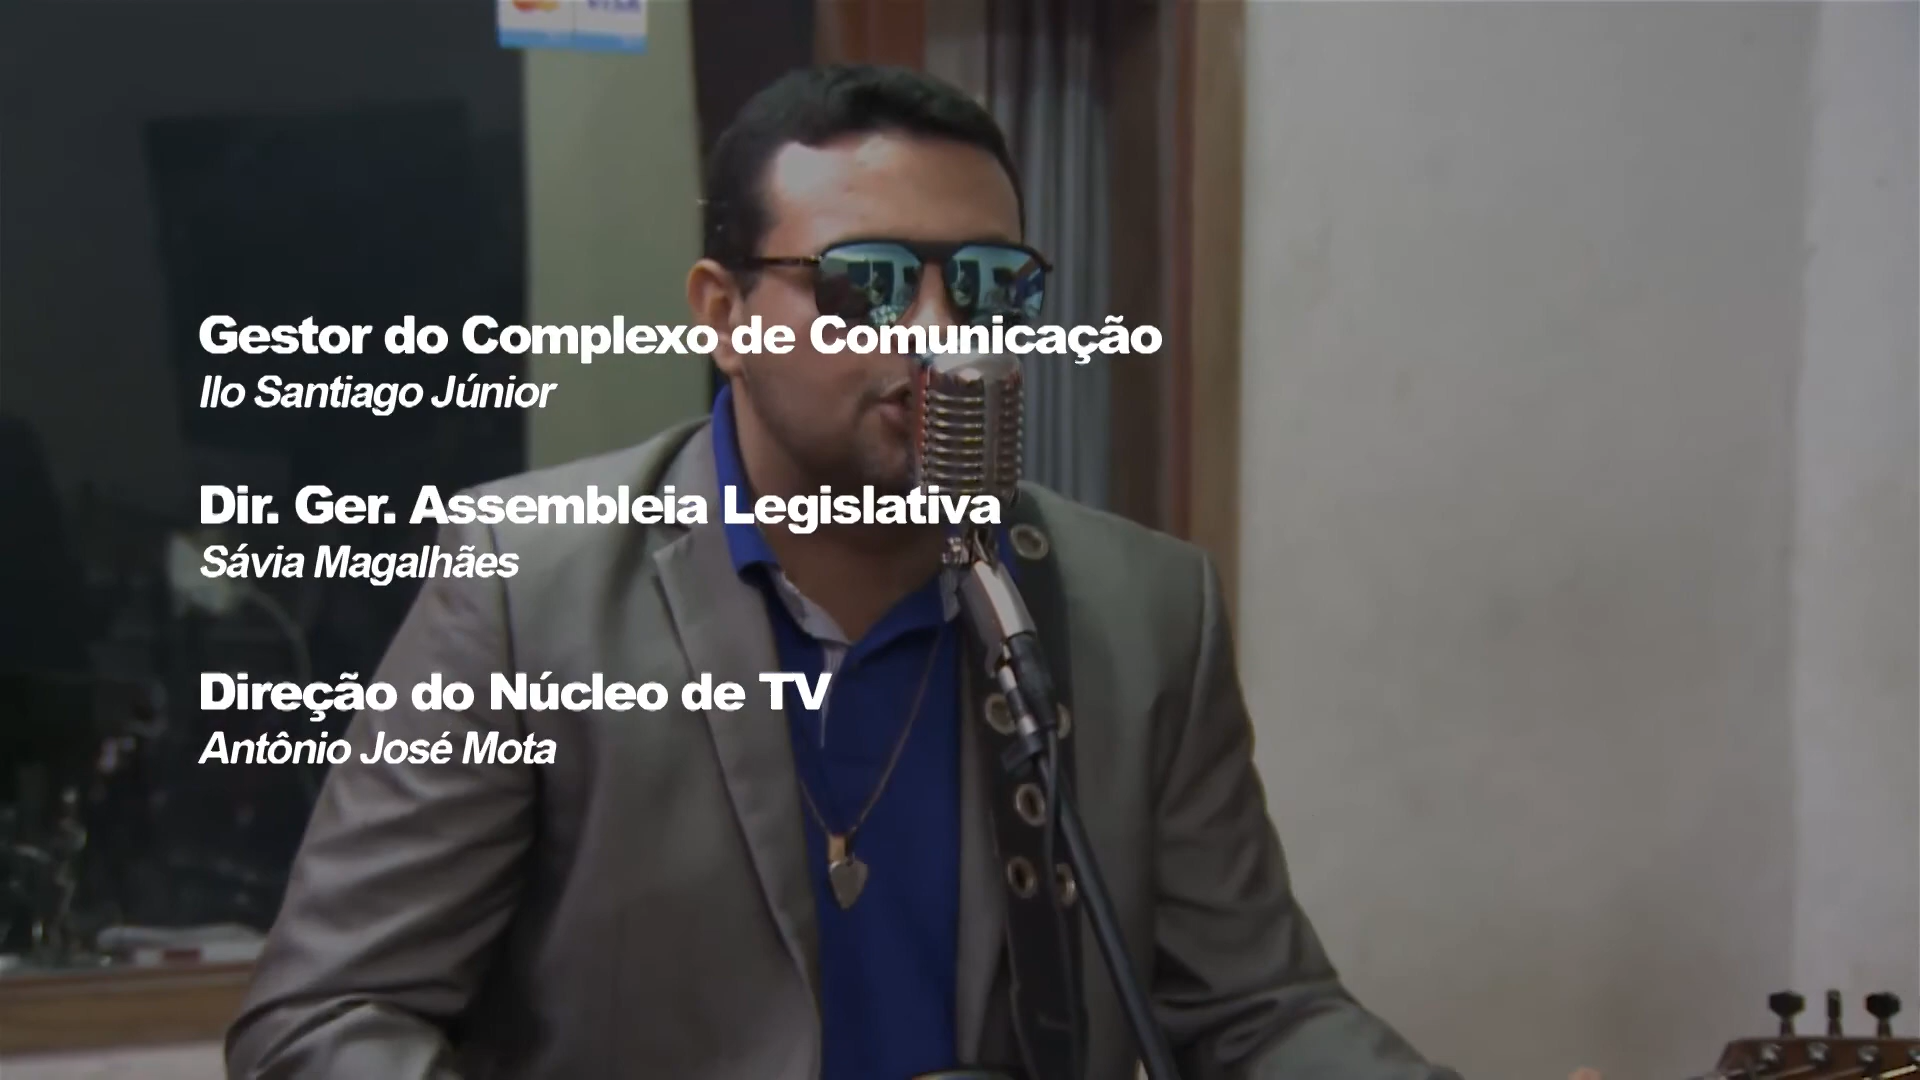 VISA
Gestor do Complexo de Comunicação
Ilo Santiago Júnior
Dir. Ger. Assembleia Legislativa
Sávia Magalhães
Direção do Núcleo de TV
Antônio José Mota